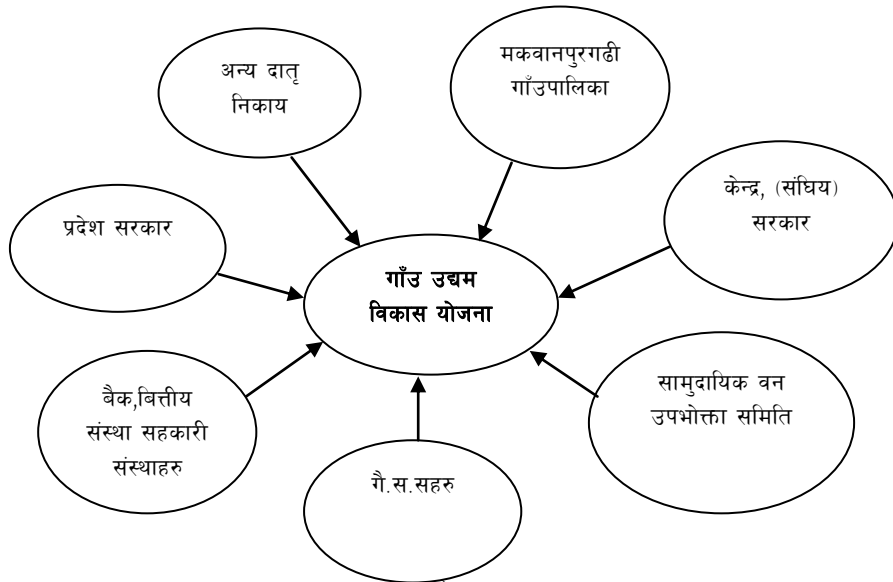 अन्य दातृ
निकाय
मकवानपुरगढी
गाँउपालिका
केन्द्र, (संघिय)
सरकार
प्रदेश सरकार
गाँउ उद्यम
विकास योजना
बैक,बित्तीय
संस्था सहकारी
संस्थाहरु
सामुदायिक वन
उपभोक्ता समिति
गै.स.सहरु